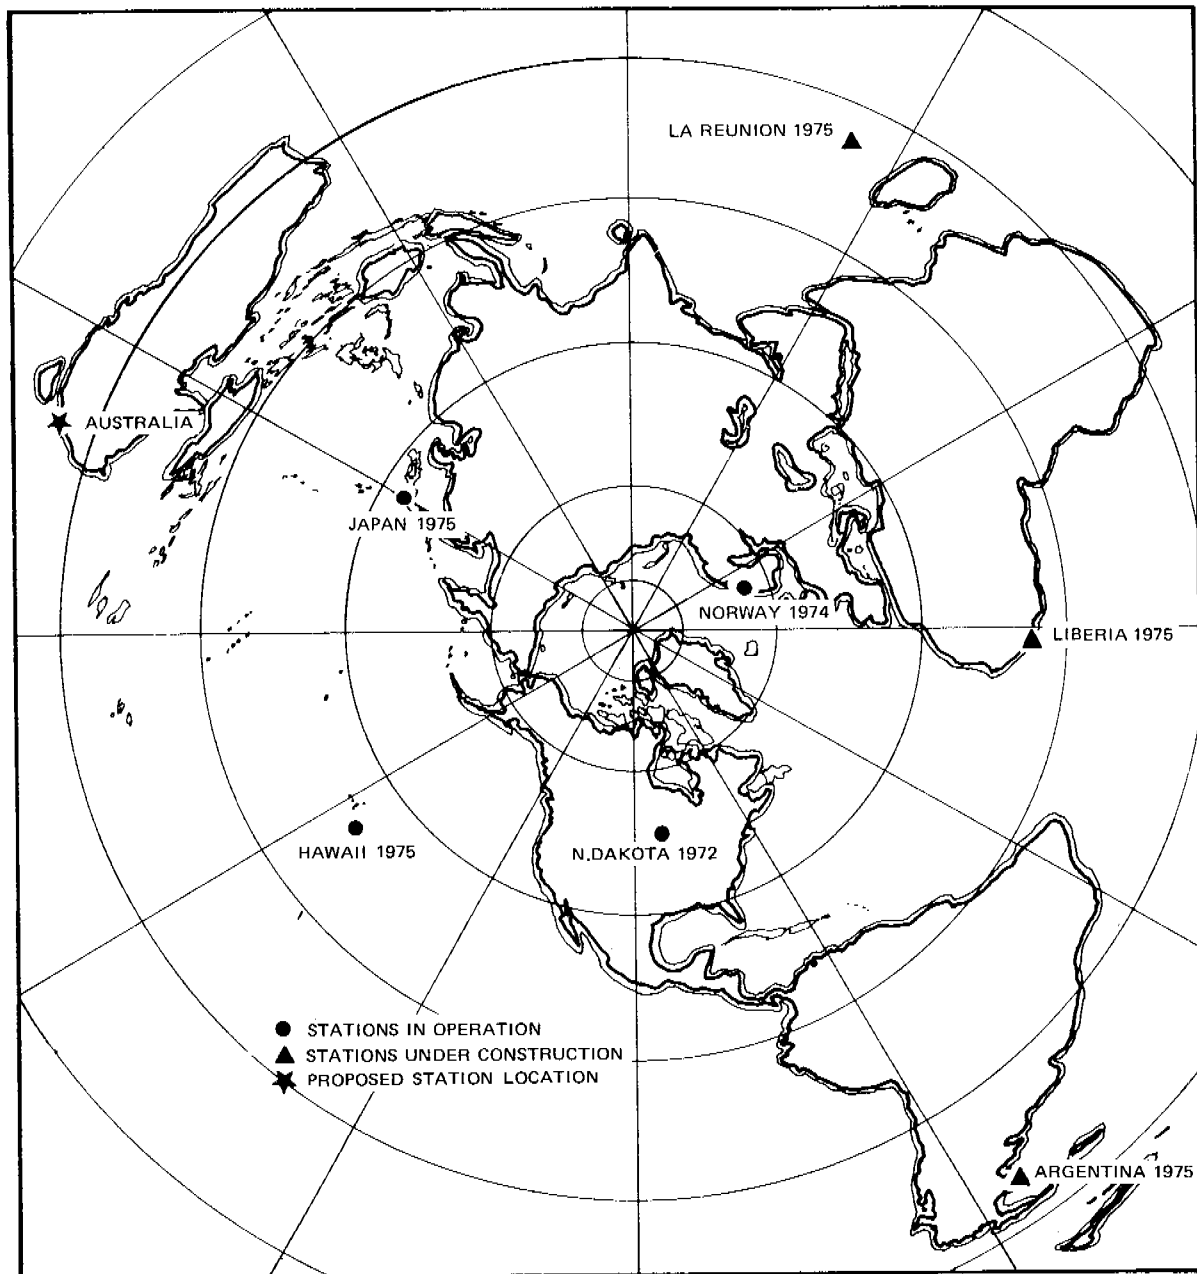 LA REUNION 1975
AUSTRALIA
JAPAN 1975
NORWAY 1974
LIBERIA 1975
HAWAII 1975
N.DAKOTA 1972
STATIONS IN OPERATION
STATIONS UNDER CONSTRUCTION
PROPOSED STATION LOCATION
ARGENTINA 1975